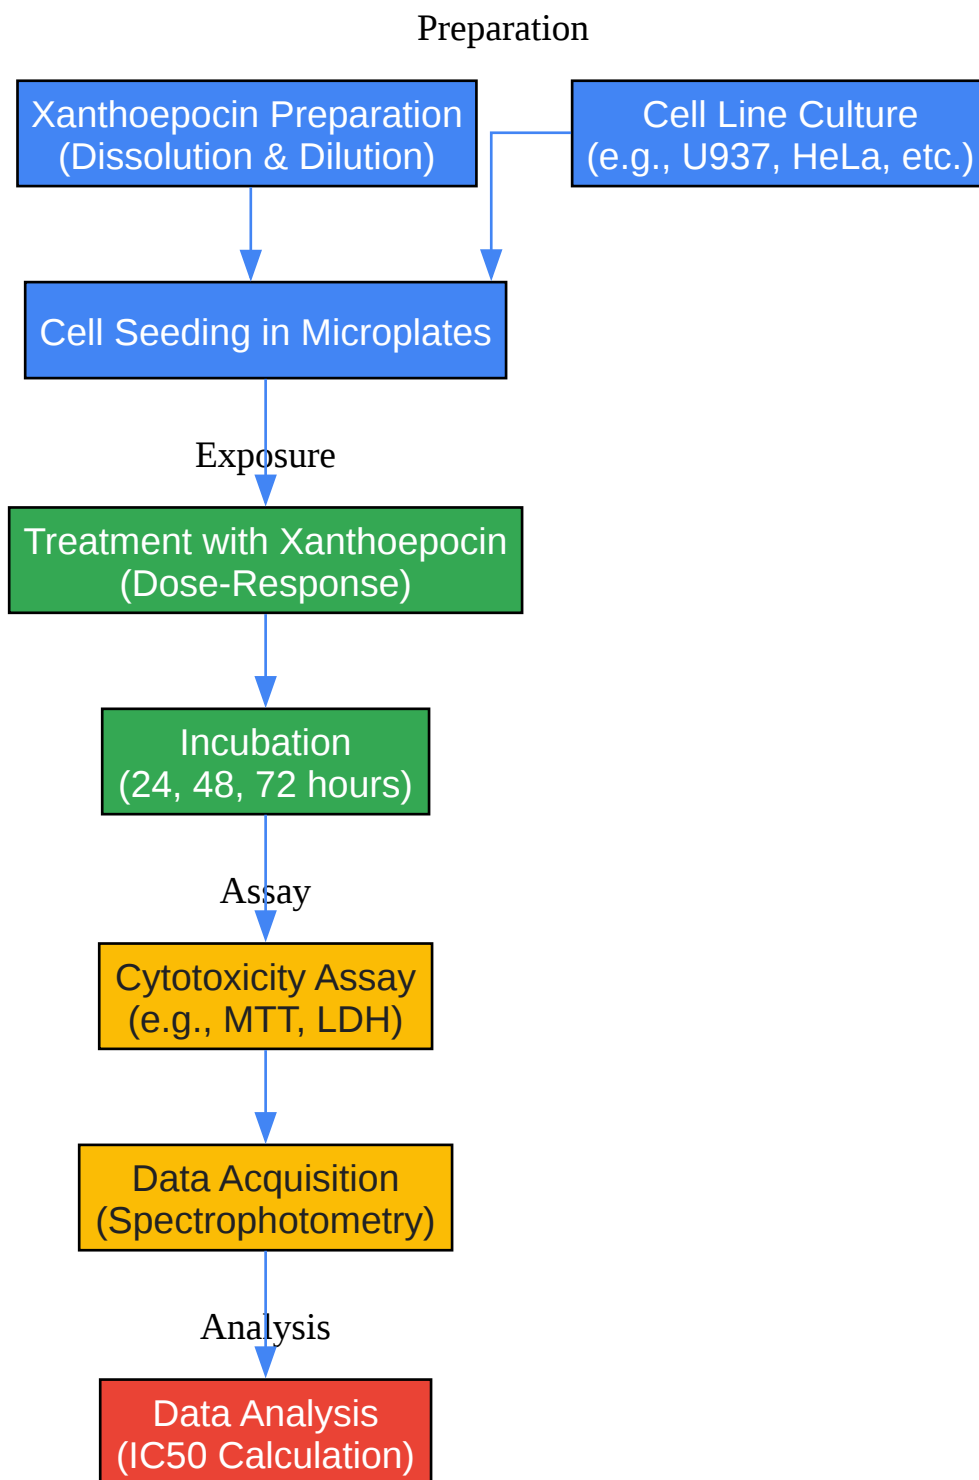 Preparation
Xanthoepocin Preparation
(Dissolution & Dilution)
Cell Line Culture
(e.g., U937, HeLa, etc.)
Cell Seeding in Microplates
Exposure
Treatment with Xanthoepocin
(Dose-Response)
Incubation
(24, 48, 72 hours)
Assay
Cytotoxicity Assay
(e.g., MTT, LDH)
Data Acquisition
(Spectrophotometry)
Analysis
Data Analysis
(IC50 Calculation)